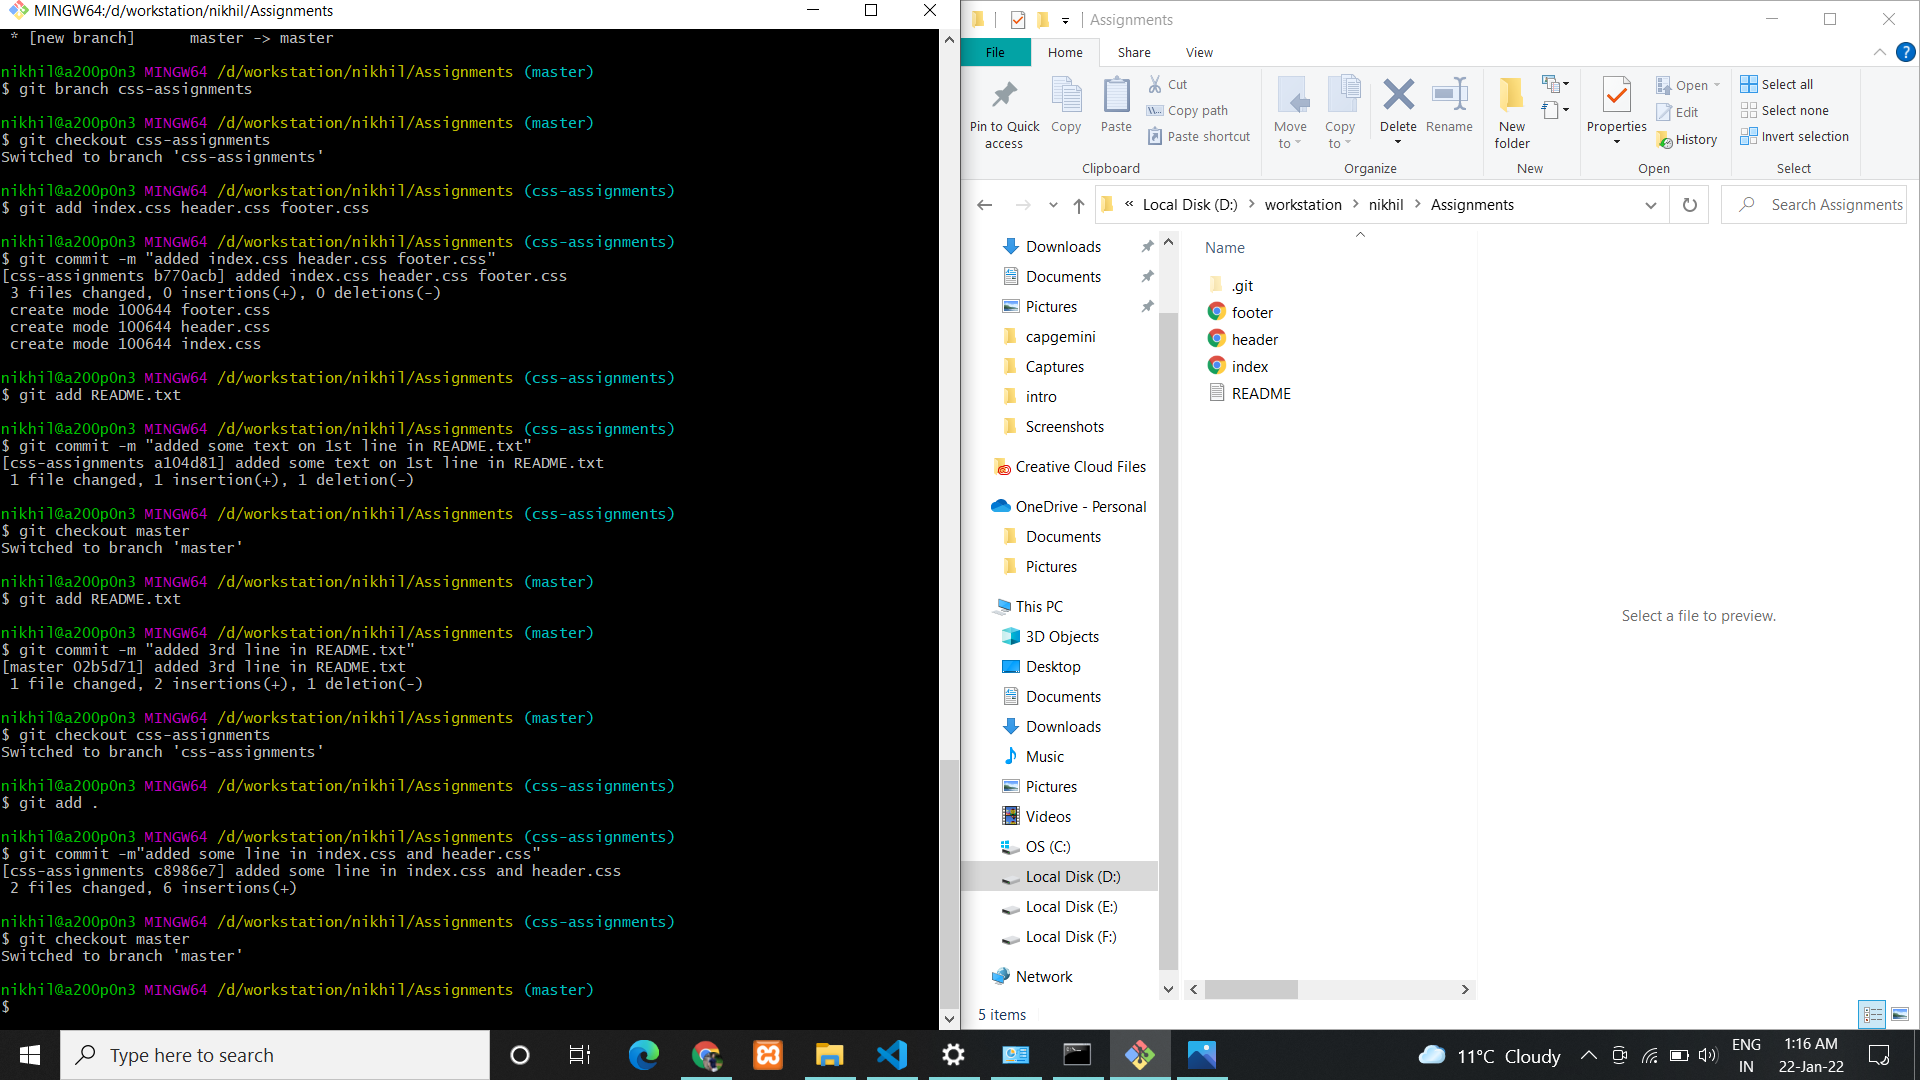 MINGW64:/d/workstation/nikhil/Assignments
* [new branch]      master -> master
nikhil@a200p0n3 MINGW64 /d/workstation/nikhil/Assignments (master)
$ git branch css-assignments
nikhil@a200p0n3 MINGW64 /d/workstation/nikhil/Assignments (master)
$ git checkout css-assignments
Switched to branch 'css-assignments'
nikhil@a200p0n3 MINGW64 /d/workstation/nikhil/Assignments (css-assignments)
$ git add index.css header.css footer.css
nikhil@a200p0n3 MINGW64 /d/workstation/nikhil/Assignments (css-assignments)
$ git commit -m "added index.css header.css footer.css"
[css-assignments b770acb] added index.css header.css footer.css
3 files changed, 0 insertions(+), 0 deletions(-)
create mode 100644 footer.css
create mode 100644 header.css
create mode 100644 index.css
nikhil@a200p0n3 MINGW64 /d/workstation/nikhil/Assignments (css-assignments)
$ git add README.txt
nikhil@a200p0n3 MINGW64 /d/workstation/nikhil/Assignments (css-assignments)
$ git commit -m "added some text on 1st line in README.txt"
[css-assignments a104d81] added some text on 1st line in README.txt
1 file changed, 1 insertion(+), 1 deletion(-)
nikhil@a200p0n3 MINGW64 /d/workstation/nikhil/Assignments (css-assignments)
$ git checkout master
Switched to branch 'master'
nikhil@a200p0n3 MINGW64 /d/workstation/nikhil/Assignments (master)
$ git add README.txt
nikhil@a200p0n3 MINGW64 /d/workstation/nikhil/Assignments (master)
$ git commit -m "added 3rd line in README.txt"
[master 02b5d71] added 3rd line in README.txt
1 file changed, 2 insertions(+), 1 deletion(-)
nikhil@a200p0n3 MINGW64 /d/workstation/nikhil/Assignments (master)
$ git checkout css-assignments
Switched to branch 'css-assignments'
nikhil@a200p0n3 MINGW64 /d/workstation/nikhil/Assignments (css-assignments)
$ git add .
nikhil@a200p0n3 MINGW64 /d/workstation/nikhil/Assignments (css-assignments)
$ git commit -m"added some line in index.css and header.css"
[css-assignments c8986e7] added some line in index.css and header.css
2 files changed, 6 insertions(+)
nikhil@a200p0n3 MINGW64 /d/workstation/nikhil/Assignments (css-assignments)
$ git checkout master
Switched to branch 'master'
nikhil@a200p0n3 MINGW64 /d/workstation/nikhil/Assignments (master)
$
Assignments
File Home Share View
Pin to Quick access
Copy
Paste
Cut
Copy path
Paste shortcut
Clipboard
Move to
Copy to
Delete
Rename
Organize
New folder
New
Properties
Open
Edit
History
Open
Select all
Select none
Invert selection
Select
« Local Disk (D:) > workstation > nikhil > Assignments
Search Assignments
Downloads
Documents
Pictures
capgemini
Captures
intro
Screenshots
Creative Cloud Files
OneDrive - Personal
Documents
Pictures
This PC
3D Objects
Desktop
Documents
Downloads
Music
Pictures
Videos
OS (C:)
Local Disk (D:)
Local Disk (E:)
Local Disk (F:)
Network
Name
.git
footer
header
index
README
Select a file to preview.
5 items
Type here to search
11°C Cloudy
ENG
IN
1:16 AM
22-Jan-22